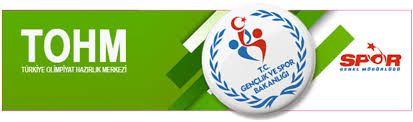 TOHM
TÜRKİYE OLİMPİYAT HAZIRLIK MERKEZİ
T.C.
GENÇLİK VE SPOR
BAKANLIĞI
SPOR
GENEL MÜDÜRLÜĞÜ